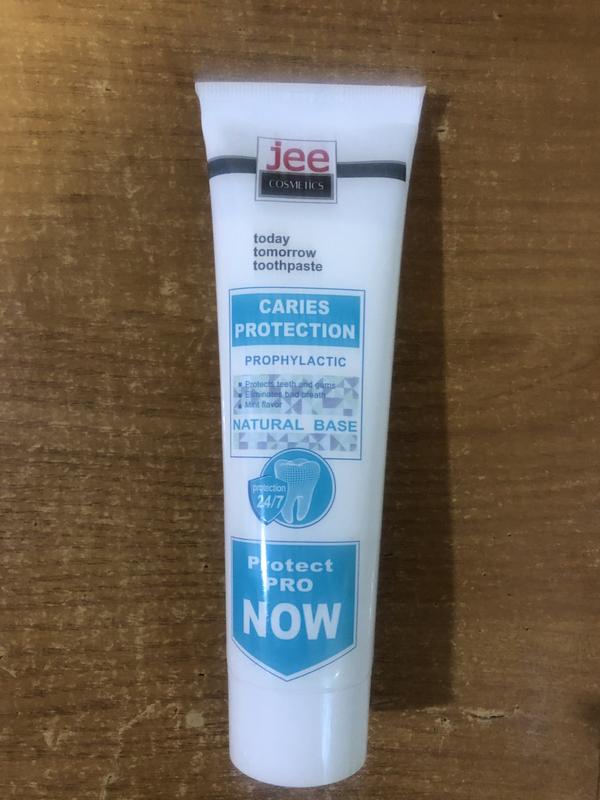 jee
COSMETICS
today
tomorrow
toothpaste
CARIES
PROTECTION
PROPHYLACTIC
▪ Protects teeth and gums
▪ Eliminates bad breath
▪ Mint flavor
NATURAL BASE
protection
24/7
Protect
PRO
NOW